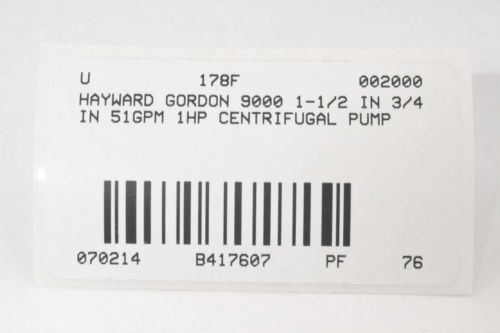 U 178F 002000
HAYWARD GORDON 9000 1-1/2 IN 3/4
IN 51GPM 1HP CENTRIFUGAL PUMP
070214 B417607 PF 76